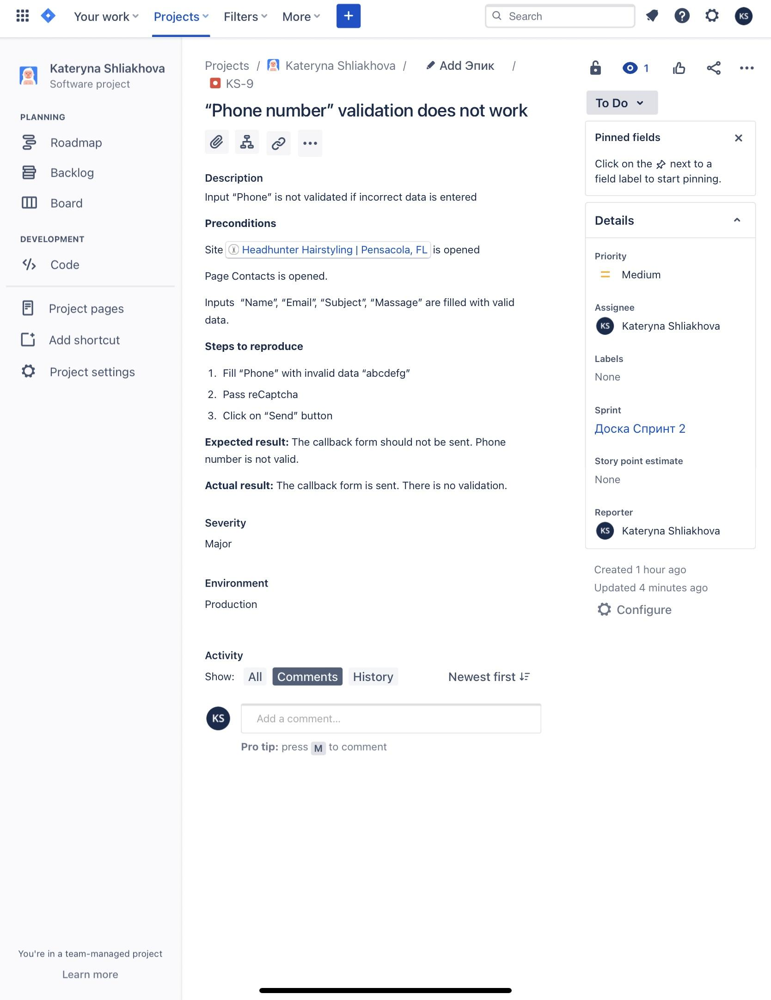 Your work
Projects
Filters
More
+
Search
?
KS
Kateryna Shliakhova
Software project
PLANNING
Roadmap
Backlog
Board
DEVELOPMENT
Code
Project pages
Add shortcut
Project settings
You're in a team-managed project
Learn more
Projects / Kateryna Shliakhova / Add Эпик /
KS-9
“Phone number” validation does not work
Description
Input “Phone” is not validated if incorrect data is entered
Preconditions
Site Headhunter Hairstyling | Pensacola, FL is opened
Page Contacts is opened.
Inputs “Name”, “Email”, “Subject”, “Massage” are filled with valid
data.
Steps to reproduce
1. Fill “Phone” with invalid data “abcdefg”
2. Pass reCaptcha
3. Click on “Send” button
Expected result: The callback form should not be sent. Phone
number is not valid.
Actual result: The callback form is sent. There is no validation.
Severity
Major
Environment
Production
Activity
Show: All Comments History Newest first
KS Add a comment...
Pro tip: press M to comment
1
To Do
Pinned fields
Click on the next to a
field label to start pinning.
Details
Priority
Medium
Assignee
KS Kateryna Shliakhova
Labels
None
Sprint
Доска Спринт 2
Story point estimate
None
Reporter
KS Kateryna Shliakhova
Created 1 hour ago
Updated 4 minutes ago
Configure